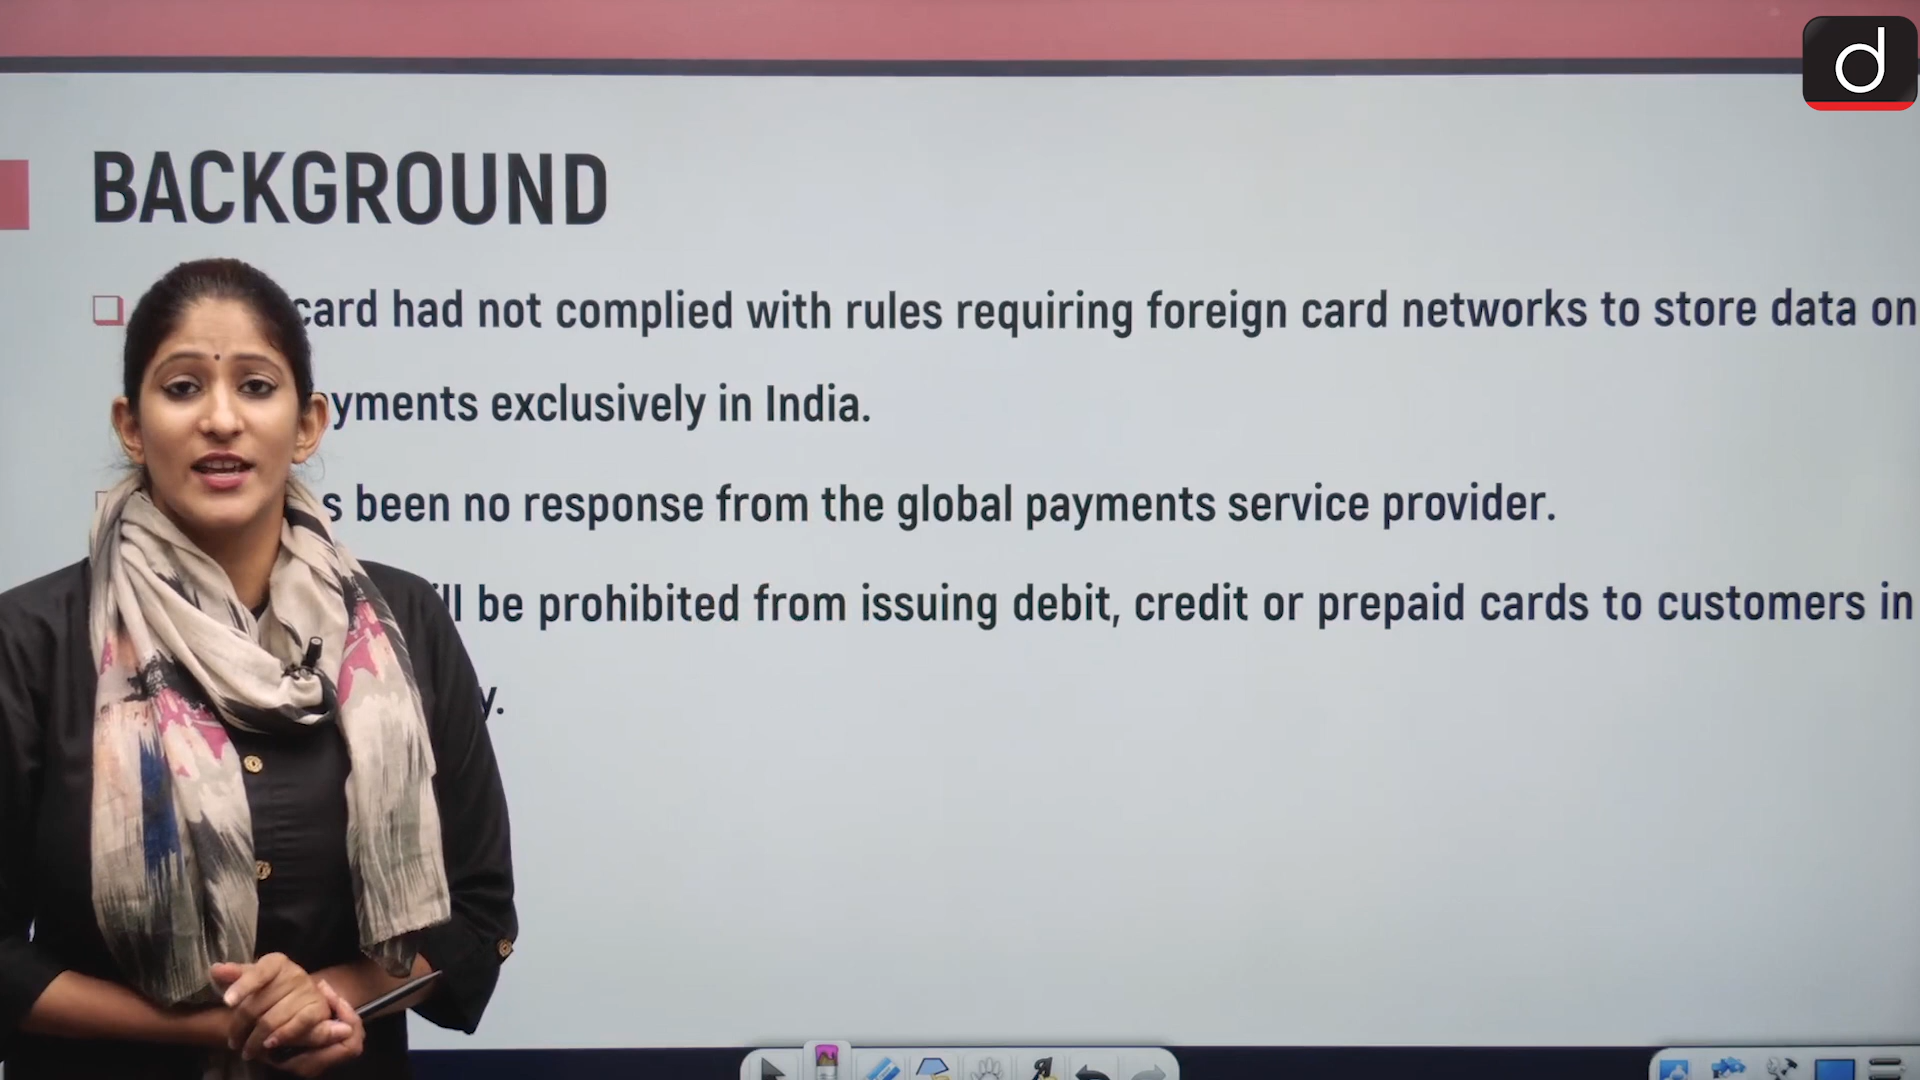 d
BACKGROUND
card had not complied with rules requiring foreign card networks to store data on
yments exclusively in India.
s been no response from the global payments service provider.
ll be prohibited from issuing debit, credit or prepaid cards to customers in
y.